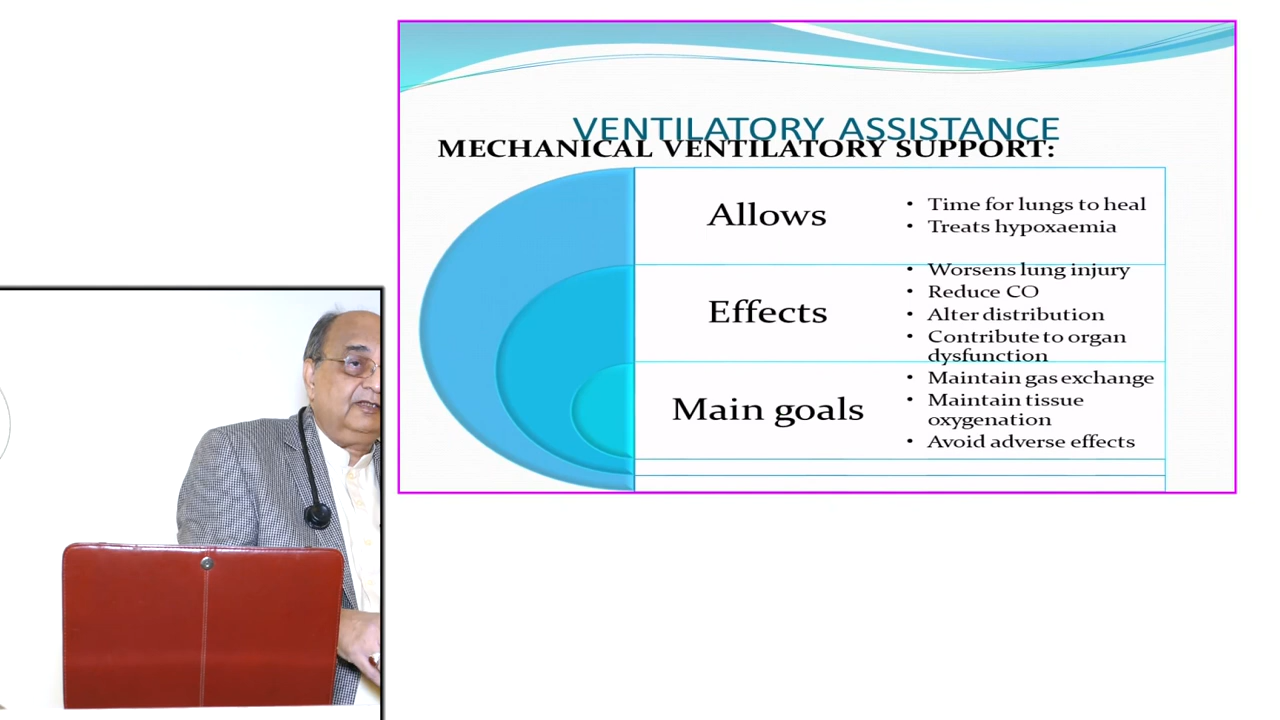 VENTILATORY ASSISTANCE
MECHANICAL VENTILATORY SUPPORT:
Allows
• Time for lungs to heal
• Treats hypoxaemia
Effects
• Worsens lung injury
• Reduce CO
• Alter distribution
• Contribute to organ
dysfunction
Main goals
• Maintain gas exchange
• Maintain tissue
oxygenation
• Avoid adverse effects